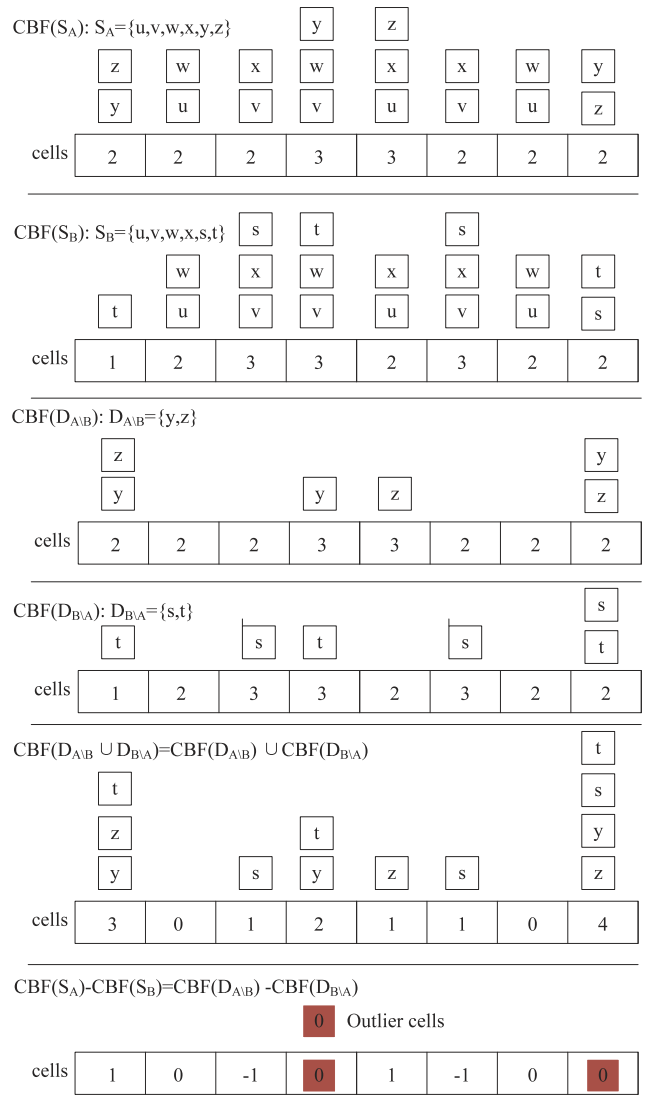 CBF(S_A): S_A={u,v,w,x,y,z}
y z
z w x w x x w y
y u v v u v u z
cells 2 2 2 3 3 2 2 2
CBF(S_B): S_B={u,v,w,x,s,t}
s t s
w x w x x w t
t u v v u v u s
cells 1 2 3 3 2 3 2 2
CBF(D_A\B): D_A\B={y,z}
z y
y y z z
cells 2 2 2 3 3 2 2 2
CBF(D_B\A): D_B\A={s,t}
s
t s t s t
cells 1 2 3 3 2 3 2 2
CBF(D_A\B ∪ D_B\A)=CBF(D_A\B) ∪ CBF(D_B\A)
t
t s
z t y
y s y z s z
cells 3 0 1 2 1 1 0 4
CBF(S_A)-CBF(S_B)=CBF(D_A\B) -CBF(D_B\A)
0 Outlier cells
cells 1 0 -1 0 1 -1 0 0